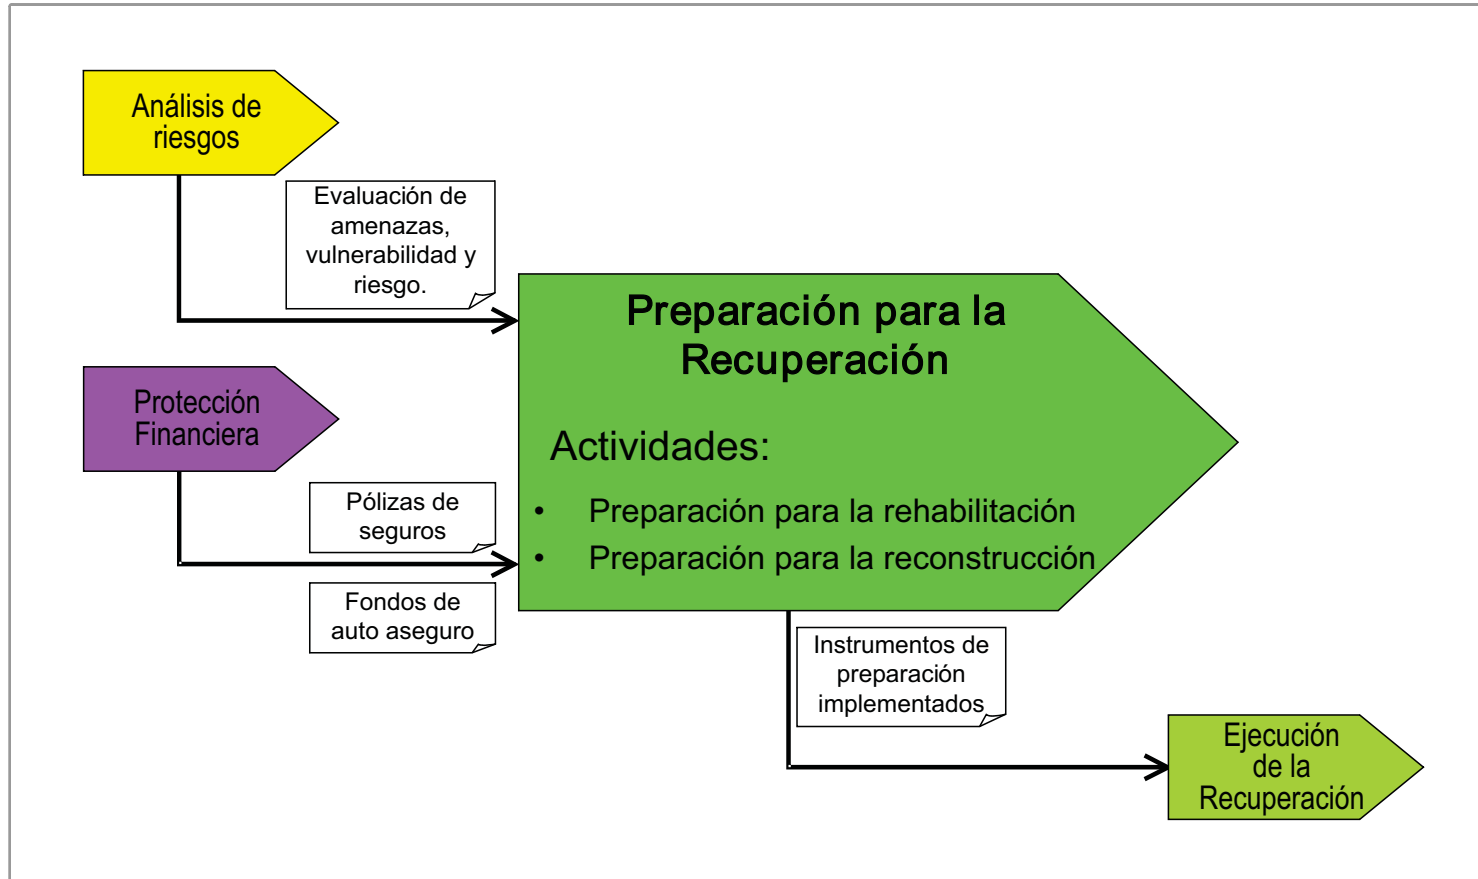 Análisis de
riesgos
Evaluación de
amenazas,
vulnerabilidad y
riesgo.
Preparación para la
Recuperación
Protección
Financiera
Actividades:
Pólizas de
seguros
• Preparación para la rehabilitación
• Preparación para la reconstrucción
Fondos de
auto aseguro
Instrumentos de
preparación
implementados
Ejecución
de la
Recuperación